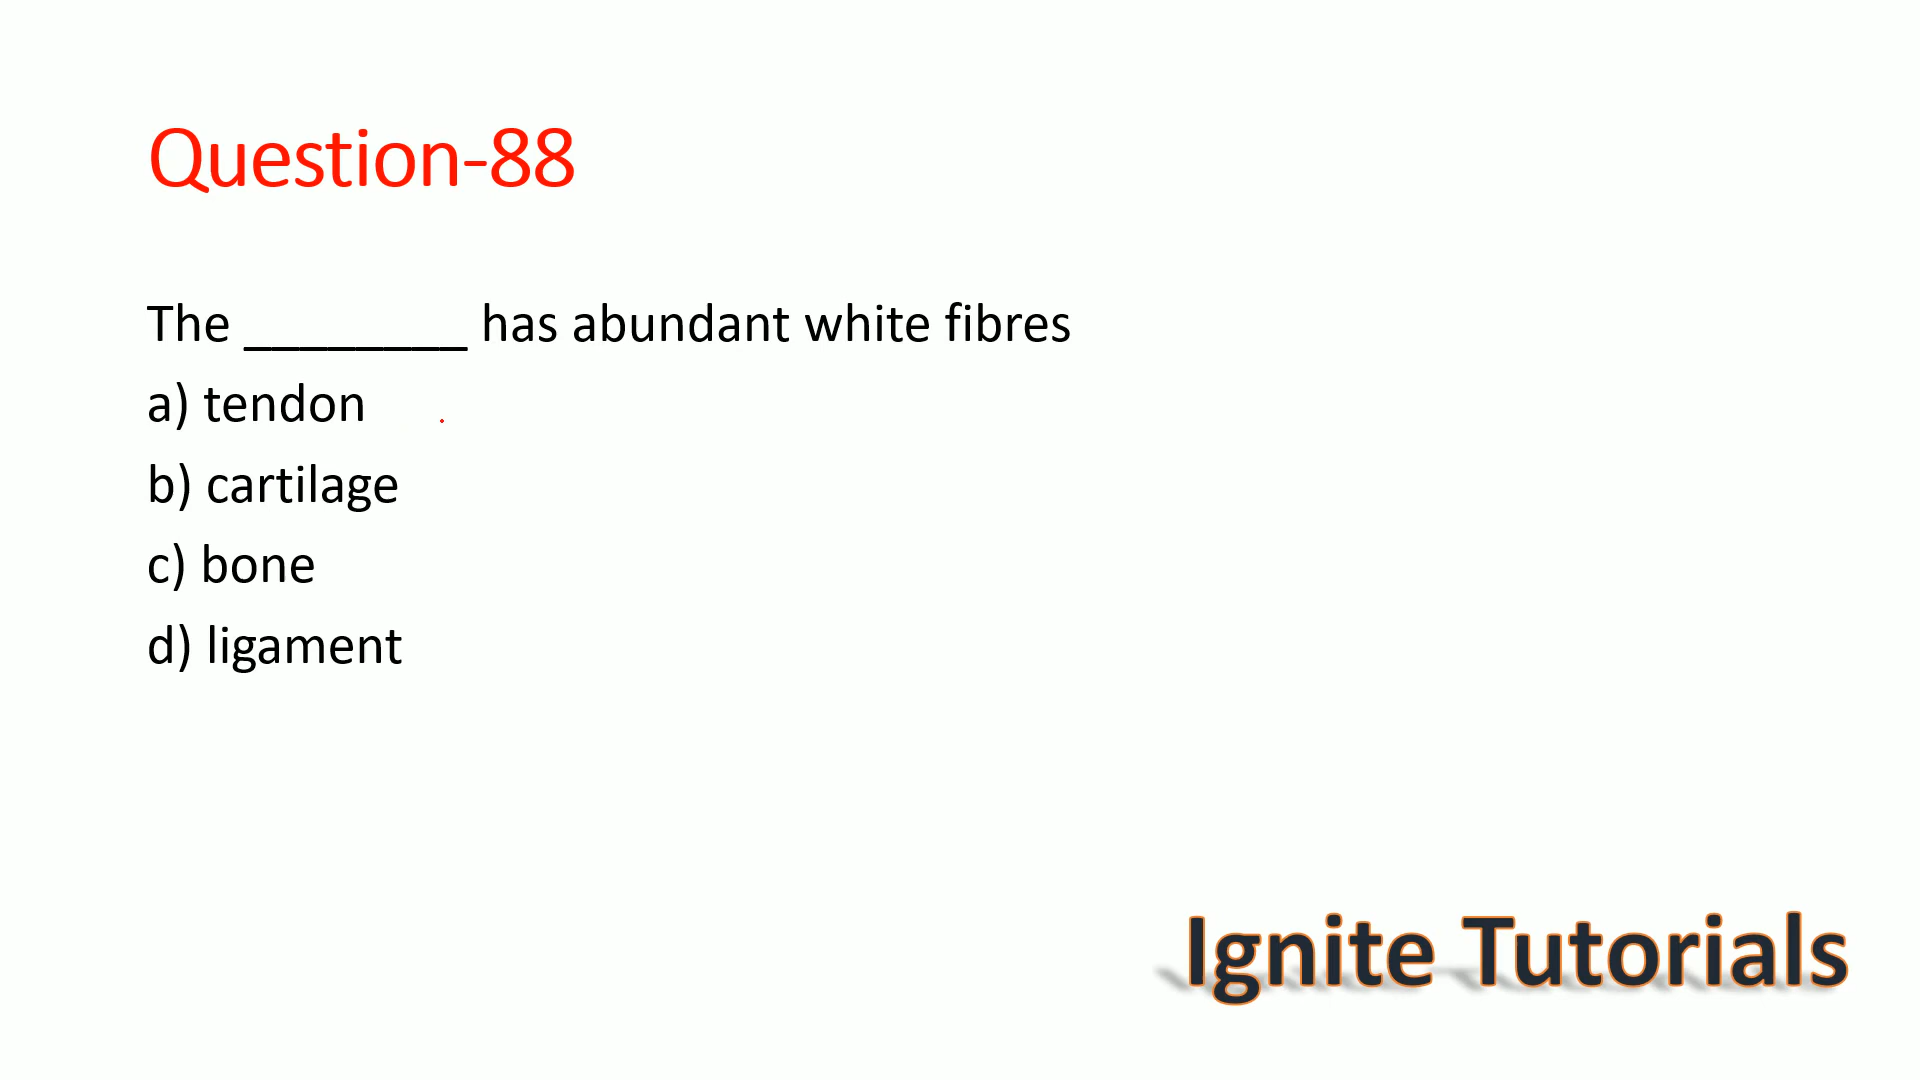 Question-88
The ________ has abundant white fibres
a) tendon
b) cartilage
c) bone
d) ligament
Ignite Tutorials